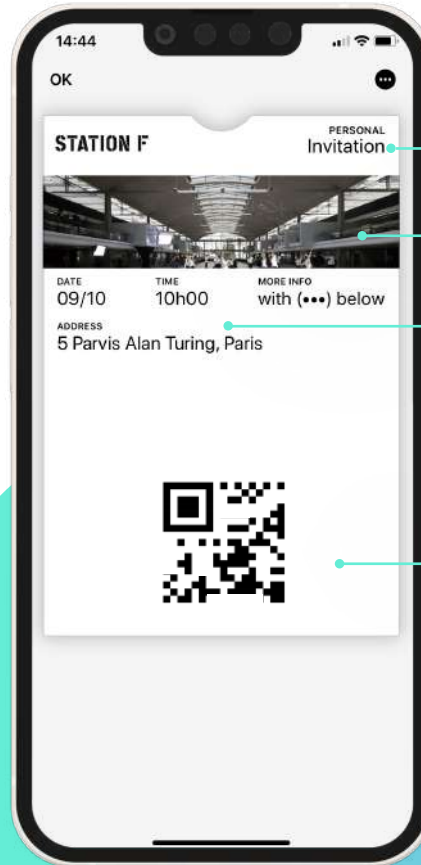 14:44
OK
STATION F
PERSONAL
Invitation
DATE TIME MORE INFO
09/10 10h00 with (•••) below
ADDRESS
5 Parvis Alan Turing, Paris